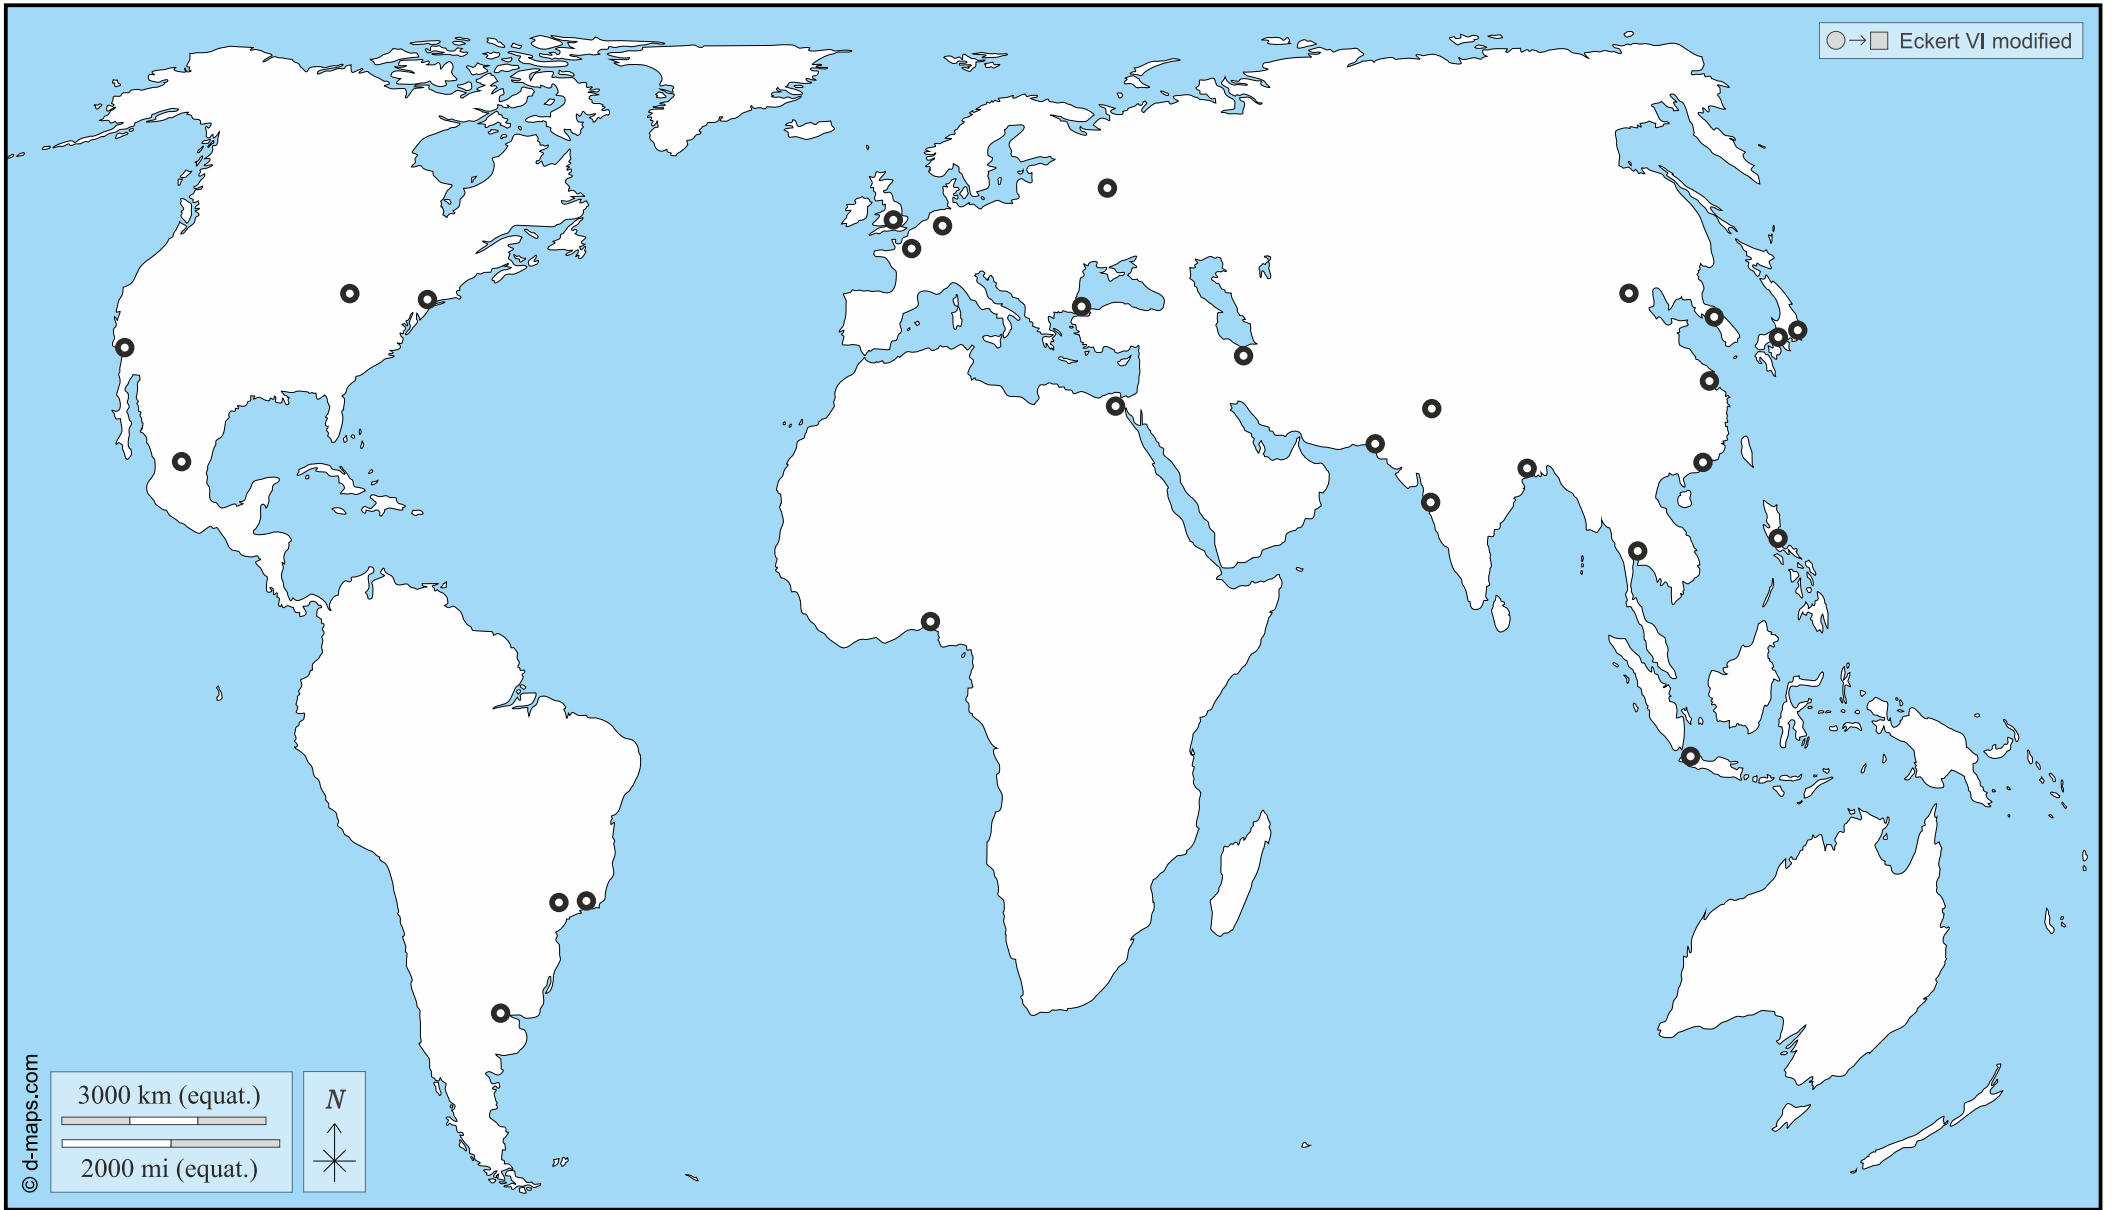 → Eckert VI modified
3000 km (equat.)
2000 mi (equat.)
N
© d-maps.com